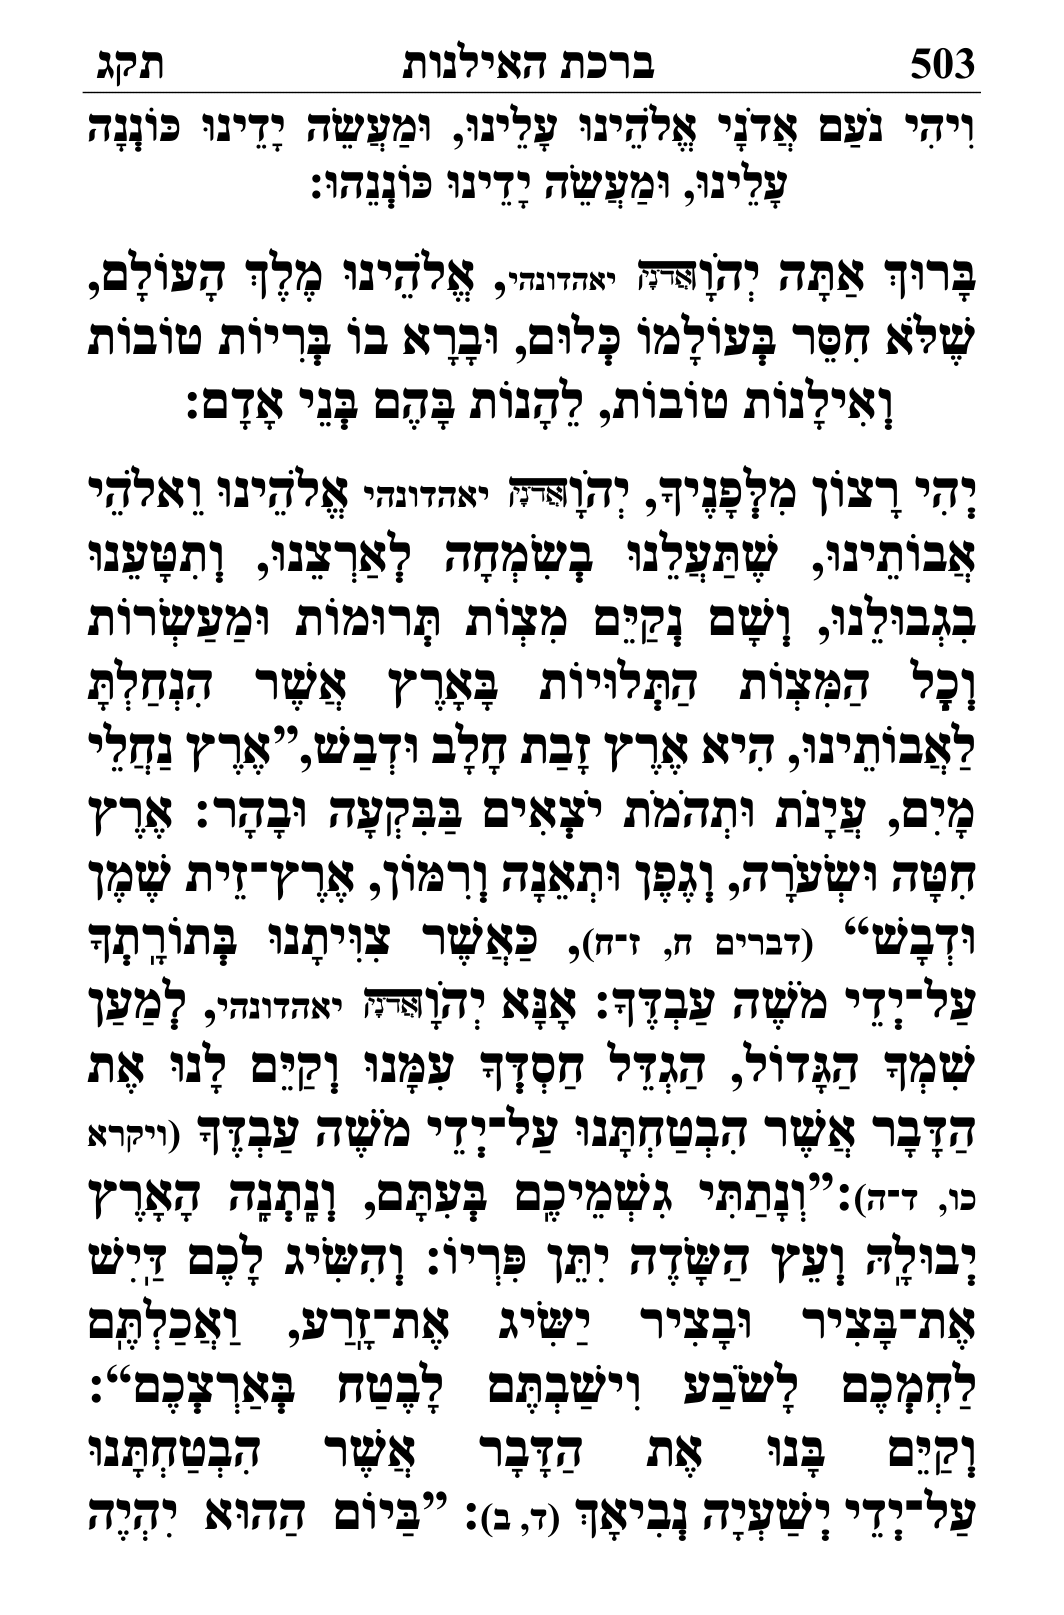 503 ברכת האילנות תקג
וִיהִי נֹעַם אֲדֹנָי אֱלֹהֵינוּ עָלֵינוּ, וּמַעֲשֵׂה יָדֵינוּ כּוֹנְנָה
עָלֵינוּ, וּמַעֲשֵׂה יָדֵינוּ כּוֹנְנֵהוּ:
בָּרוּךְ אַתָּה יְהֹוָאֲדֹנָיה יאהדונהי, אֱלֹהֵינוּ מֶלֶךְ הָעוֹלָם,
שֶׁלֹּא חִסֵּר בְּעוֹלָמוֹ כְּלוּם, וּבָרָא בוֹ בְּרִיּוֹת טוֹבוֹת
וְאִילָנוֹת טוֹבוֹת, לֵהָנוֹת בָּהֶם בְּנֵי אָדָם:
יְהִי רָצוֹן מִלְּפָנֶיךָ, יְהֹוָאֲדֹנָיה יאהדונהי אֱלֹהֵינוּ וֵאלֹהֵי
אֲבוֹתֵינוּ, שֶׁתַּעֲלֵנוּ בְשִׂמְחָה לְאַרְצֵנוּ, וְתִטָּעֵנוּ
בִּגְבוּלֵנוּ, וְשָׁם נְקַיֵּם מִצְוֹת תְּרוּמוֹת וּמַעַשְׂרוֹת
וְכָל הַמִּצְוֹת הַתְּלוּיוֹת בָּאָרֶץ אֲשֶׁר הִנְחַלְתָּ
לַאֲבוֹתֵינוּ, הִיא אֶרֶץ זָבַת חָלָב וּדְבַשׁ,”אֶרֶץ נַחֲלֵי
מָיִם, עֲיָנֹת וּתְהֹמֹת יֹצְאִים בַּבִּקְעָה וּבָהָר: אֶרֶץ
חִטָּה וּשְׂעֹרָה, וְגֶפֶן וּתְאֵנָה וְרִמּוֹן, אֶרֶץ־זֵית שֶׁמֶן
וּדְבָשׁ“ (דברים ח, ז־ח), כַּאֲשֶׁר צִוִּיתָנוּ בְּתוֹרָתְךָ
עַל־יְדֵי מֹשֶׁה עַבְדֶּךָ: אָנָּא יְהֹוָאֲדֹנָיה יאהדונהי, לְמַעַן
שִׁמְךָ הַגָּדוֹל, הַגְדֵּל חַסְדְּךָ עִמָּנוּ וְקַיֵּם לָנוּ אֶת
הַדָּבָר אֲשֶׁר הִבְטַחְתָּנוּ עַל־יְדֵי מֹשֶׁה עַבְדֶּךָ (ויקרא
כו, ד־ה):”וְנָתַתִּי גִשְׁמֵיכֶם בְּעִתָּם, וְנָתְנָה הָאָרֶץ
יְבוּלָהּ וְעֵץ הַשָּׂדֶה יִתֵּן פִּרְיוֹ: וְהִשִּׂיג לָכֶם דַּיִשׁ
אֶת־בָּצִיר וּבָצִיר יַשִּׂיג אֶת־זָרַע, וַאֲכַלְתֶּם
לַחְמְכֶם לָשֹׂבַע וִישַׁבְתֶּם לָבֶטַח בְּאַרְצְכֶם“:
וְקַיֵּם בָּנוּ אֶת הַדָּבָר אֲשֶׁר הִבְטַחְתָּנוּ
עַל־יְדֵי יְשַׁעְיָה נְבִיאָךְ (ד, ב): ”בַּיּוֹם הַהוּא יִהְיֶה